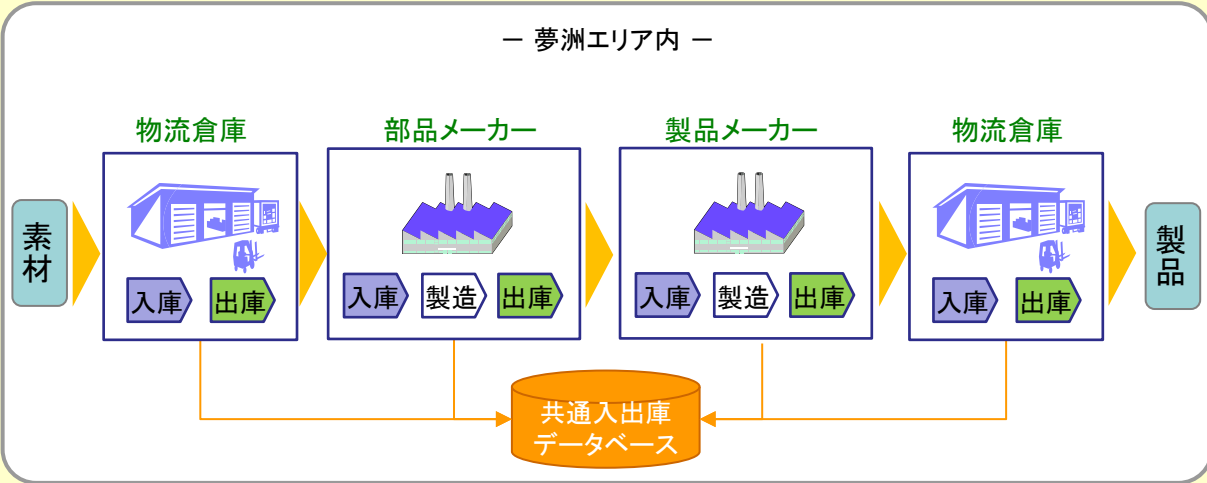 － 夢洲エリア内 －
物流倉庫
部品メーカー
製品メーカー
物流倉庫
素材
入庫
出庫
入庫
製造
出庫
入庫
製造
出庫
入庫
出庫
製品
共通入出庫
データベース